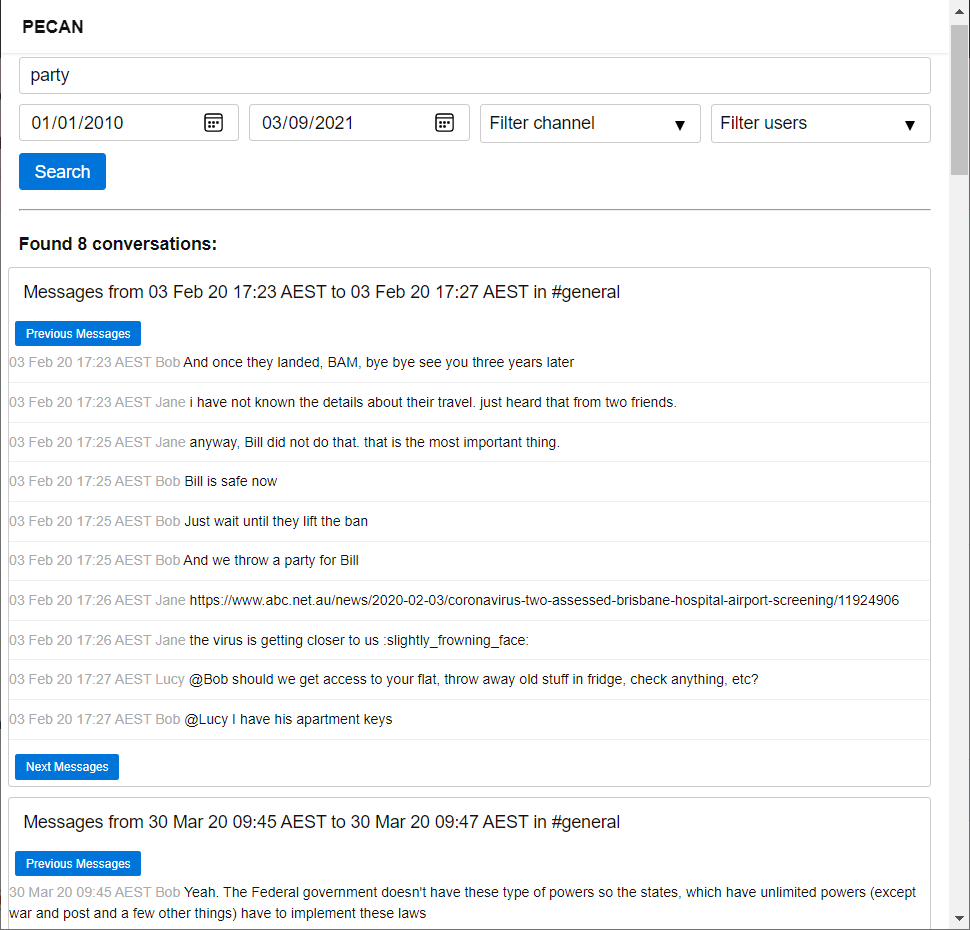 PECAN
party
01/01/2010
03/09/2021
Filter channel
Filter users
Search
Found 8 conversations:
Messages from 03 Feb 20 17:23 AEST to 03 Feb 20 17:27 AEST in #general
Previous Messages
03 Feb 20 17:23 AEST Bob And once they landed, BAM, bye bye see you three years later
03 Feb 20 17:23 AEST Jane i have not known the details about their travel. just heard that from two friends.
03 Feb 20 17:25 AEST Jane anyway, Bill did not do that. that is the most important thing.
03 Feb 20 17:25 AEST Bob Bill is safe now
03 Feb 20 17:25 AEST Bob Just wait until they lift the ban
03 Feb 20 17:25 AEST Bob And we throw a party for Bill
03 Feb 20 17:26 AEST Jane https://www.abc.net.au/news/2020-02-03/coronavirus-two-assessed-brisbane-hospital-airport-screening/11924906
03 Feb 20 17:26 AEST Jane the virus is getting closer to us :slightly_frowning_face:
03 Feb 20 17:27 AEST Lucy @Bob should we get access to your flat, throw away old stuff in fridge, check anything, etc?
03 Feb 20 17:27 AEST Bob @Lucy I have his apartment keys
Next Messages
Messages from 30 Mar 20 09:45 AEST to 30 Mar 20 09:47 AEST in #general
Previous Messages
30 Mar 20 09:45 AEST Bob Yeah. The Federal government doesn't have these type of powers so the states, which have unlimited powers (except
war and post and a few other things) have to implement these laws